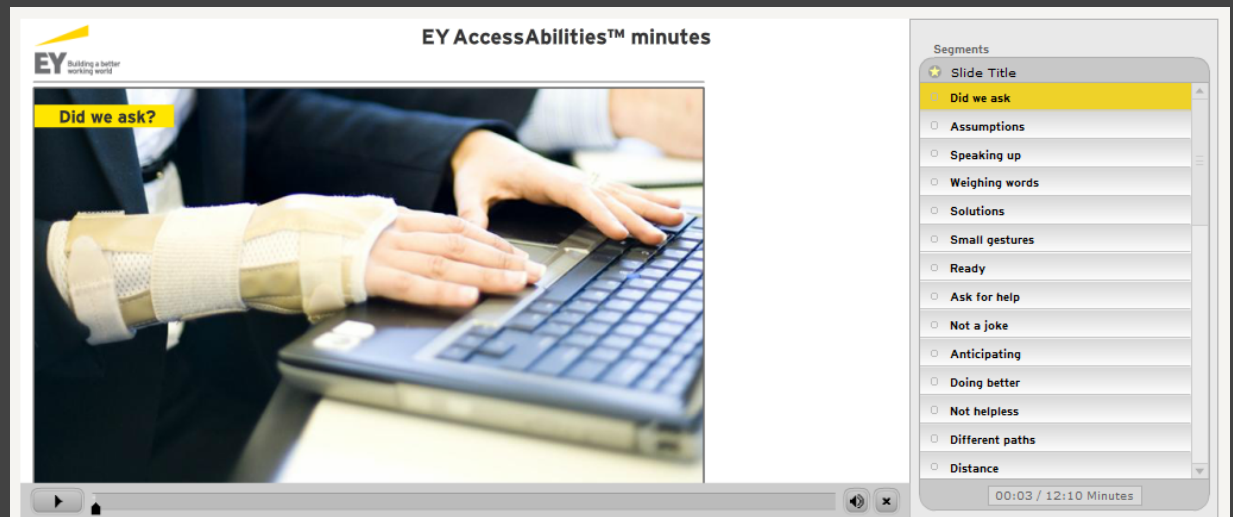 EY AccessAbilities™ minutes
EY Building a better
working world
Did we ask?
Segments
Slide Title
Did we ask
Assumptions
Speaking up
Weighing words
Solutions
Small gestures
Ready
Ask for help
Not a joke
Anticipating
Doing better
Not helpless
Different paths
Distance
00:03 / 12:10 Minutes